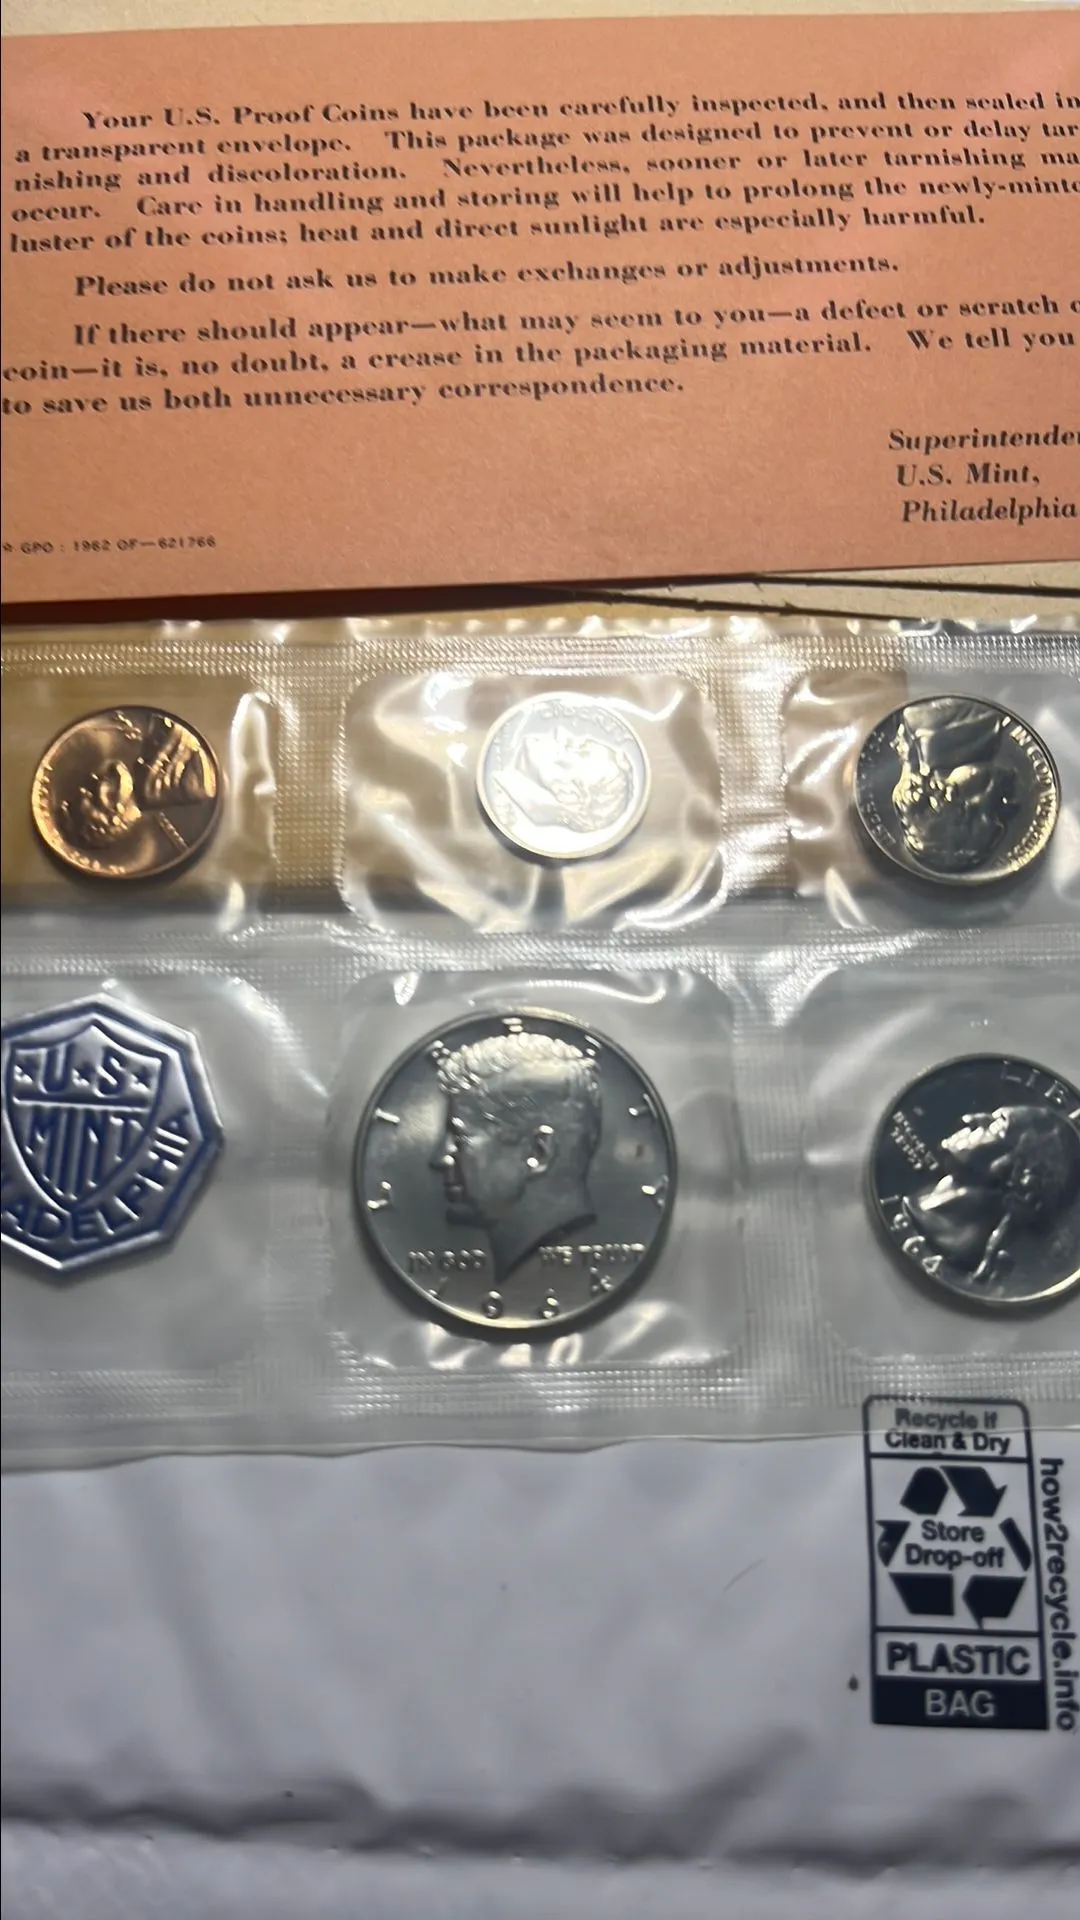 Your U.S. Proof Coins have been carefully inspected, and then sealed in
a transparent envelope. This package was designed to prevent or delay tar
nishing and discoloration. Nevertheless, sooner or later tarnishing ma
occur. Care in handling and storing will help to prolong the newly-minte
luster of the coins; heat and direct sunlight are especially harmful.
Please do not ask us to make exchanges or adjustments.
If there should appear—what may seem to you—a defect or scratch o
coin—it is, no doubt, a crease in the packaging material. We tell you
to save us both unnecessary correspondence.
Superintende
U.S. Mint,
Philadelphia
☆ GPO : 1962 OF—621766
IN GOD
U.S.
MINT
ADELPHIA
IN GOD WE TRUST
1964
LIBE
1964
Recycle if
Clean & Dry
Store
Drop-off
PLASTIC
BAG
how2recycle.info